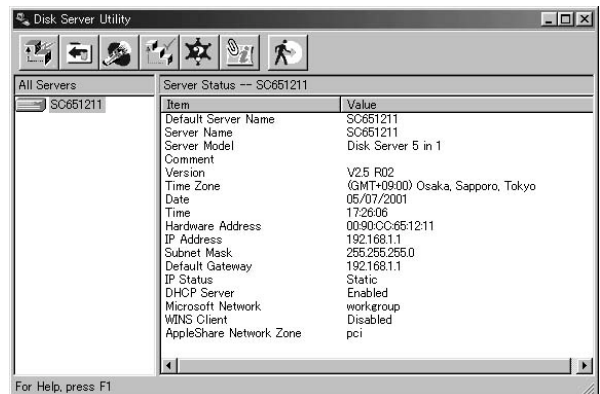 Disk Server Utility
All Servers
Server Status -- SC651211
SC651211
Item Value
Default Server Name SC651211
Server Name SC651211
Server Model Disk Server 5 in 1
Comment
Version V2.5 R02
Time Zone (GMT+09:00) Osaka, Sapporo, Tokyo
Date 05/07/2001
Time 17:26:06
Hardware Address 00:90:CC:65:12:11
IP Address 192.168.1.1
Subnet Mask 255.255.255.0
Default Gateway 192.168.1.1
IP Status Static
DHCP Server Enabled
Microsoft Network workgroup
WINS Client Disabled
AppleShare Network Zone pci
For Help, press F1